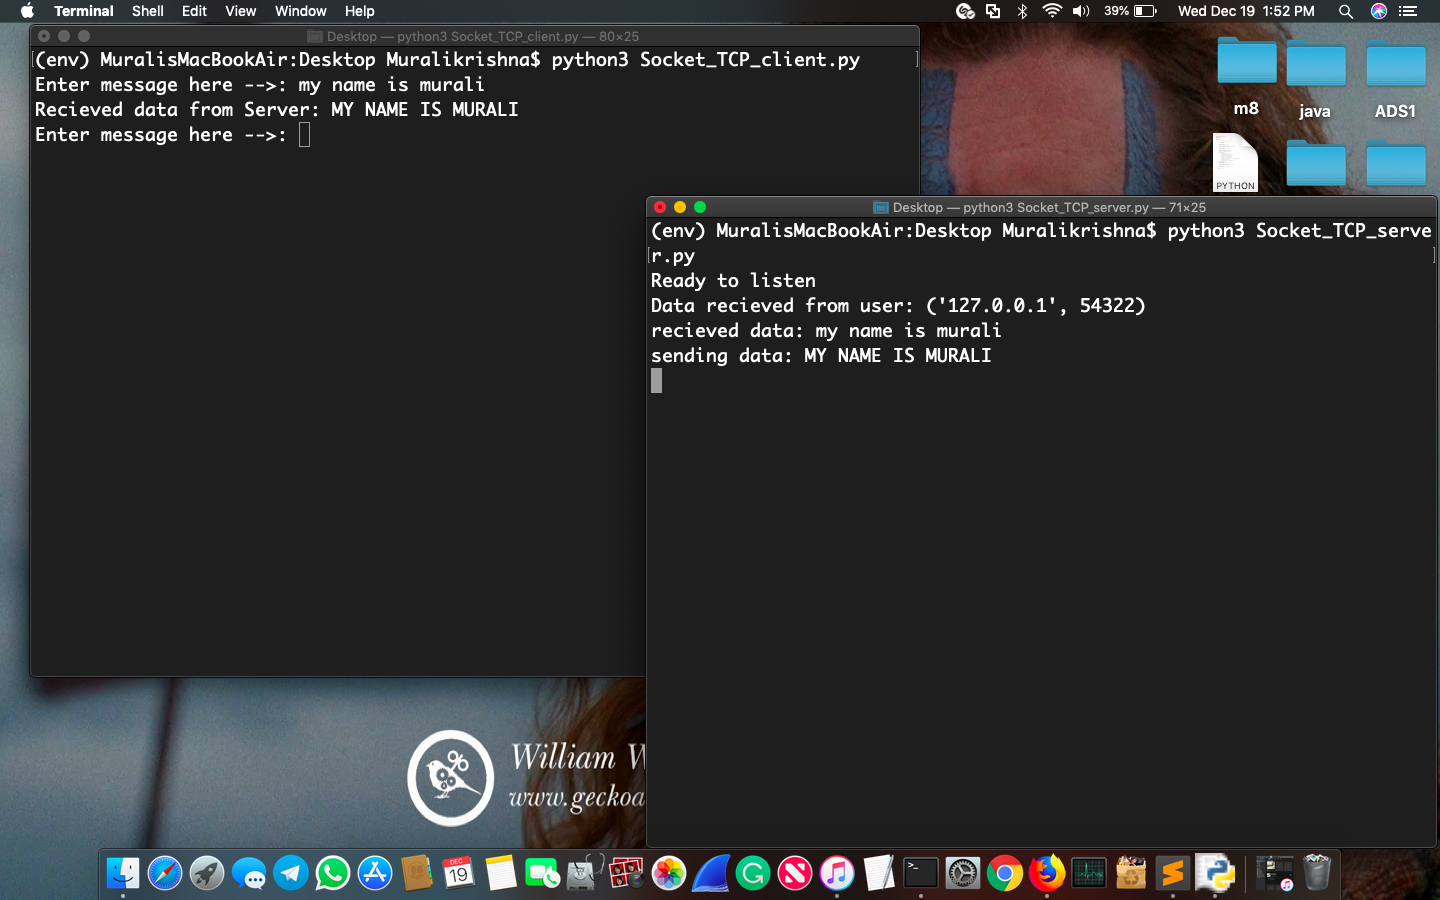 Terminal Shell Edit View Window Help 39% Wed Dec 19 1:52 PM
Desktop — python3 Socket_TCP_client.py — 80×25
(env) MuralisMacBookAir:Desktop Muralikrishna$ python3 Socket_TCP_client.py
Enter message here -->: my name is murali
Recieved data from Server: MY NAME IS MURALI
Enter message here -->:
m8 java ADS1
PYTHON
Desktop — python3 Socket_TCP_server.py — 71×25
(env) MuralisMacBookAir:Desktop Muralikrishna$ python3 Socket_TCP_serve
r.py
Ready to listen
Data recieved from user: ('127.0.0.1', 54322)
recieved data: my name is murali
sending data: MY NAME IS MURALI
William W
www.geckoa
DEC
19